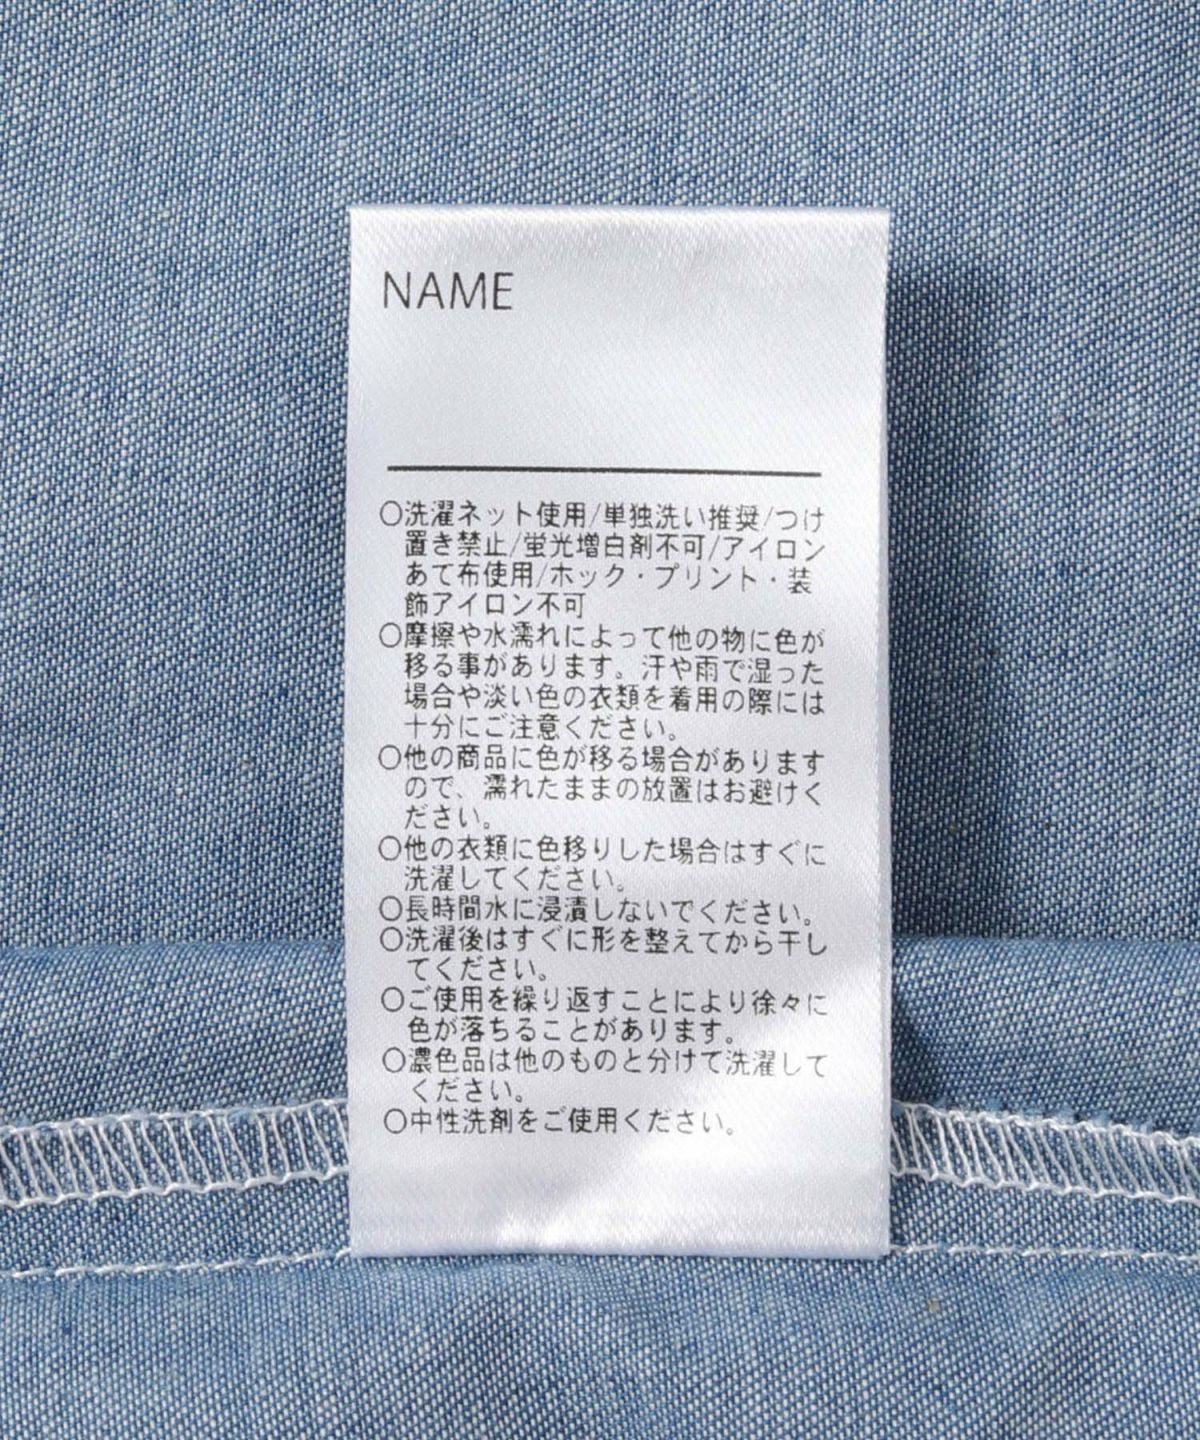 NAME
〇洗濯ネット使用/単独洗い推奨/つけ
置き禁止/蛍光増白剤不可/アイロン
あて布使用/ホック・プリント・装
飾アイロン不可
〇摩擦や水濡れによって他の物に色が
移る事があります。汗や雨で湿った
場合や淡い色の衣類を着用の際には
十分にご注意ください。
〇他の商品に色が移る場合があります
ので、濡れたままの放置はお避けく
ださい。
〇他の衣類に色移りした場合はすぐに
洗濯してください。
〇長時間水に浸漬しないでください。
〇洗濯後はすぐに形を整えてから干し
てください。
〇ご使用を繰り返すことにより徐々に
色が落ちることがあります。
〇濃色品は他のものと分けて洗濯して
ください。
〇中性洗剤をご使用ください。